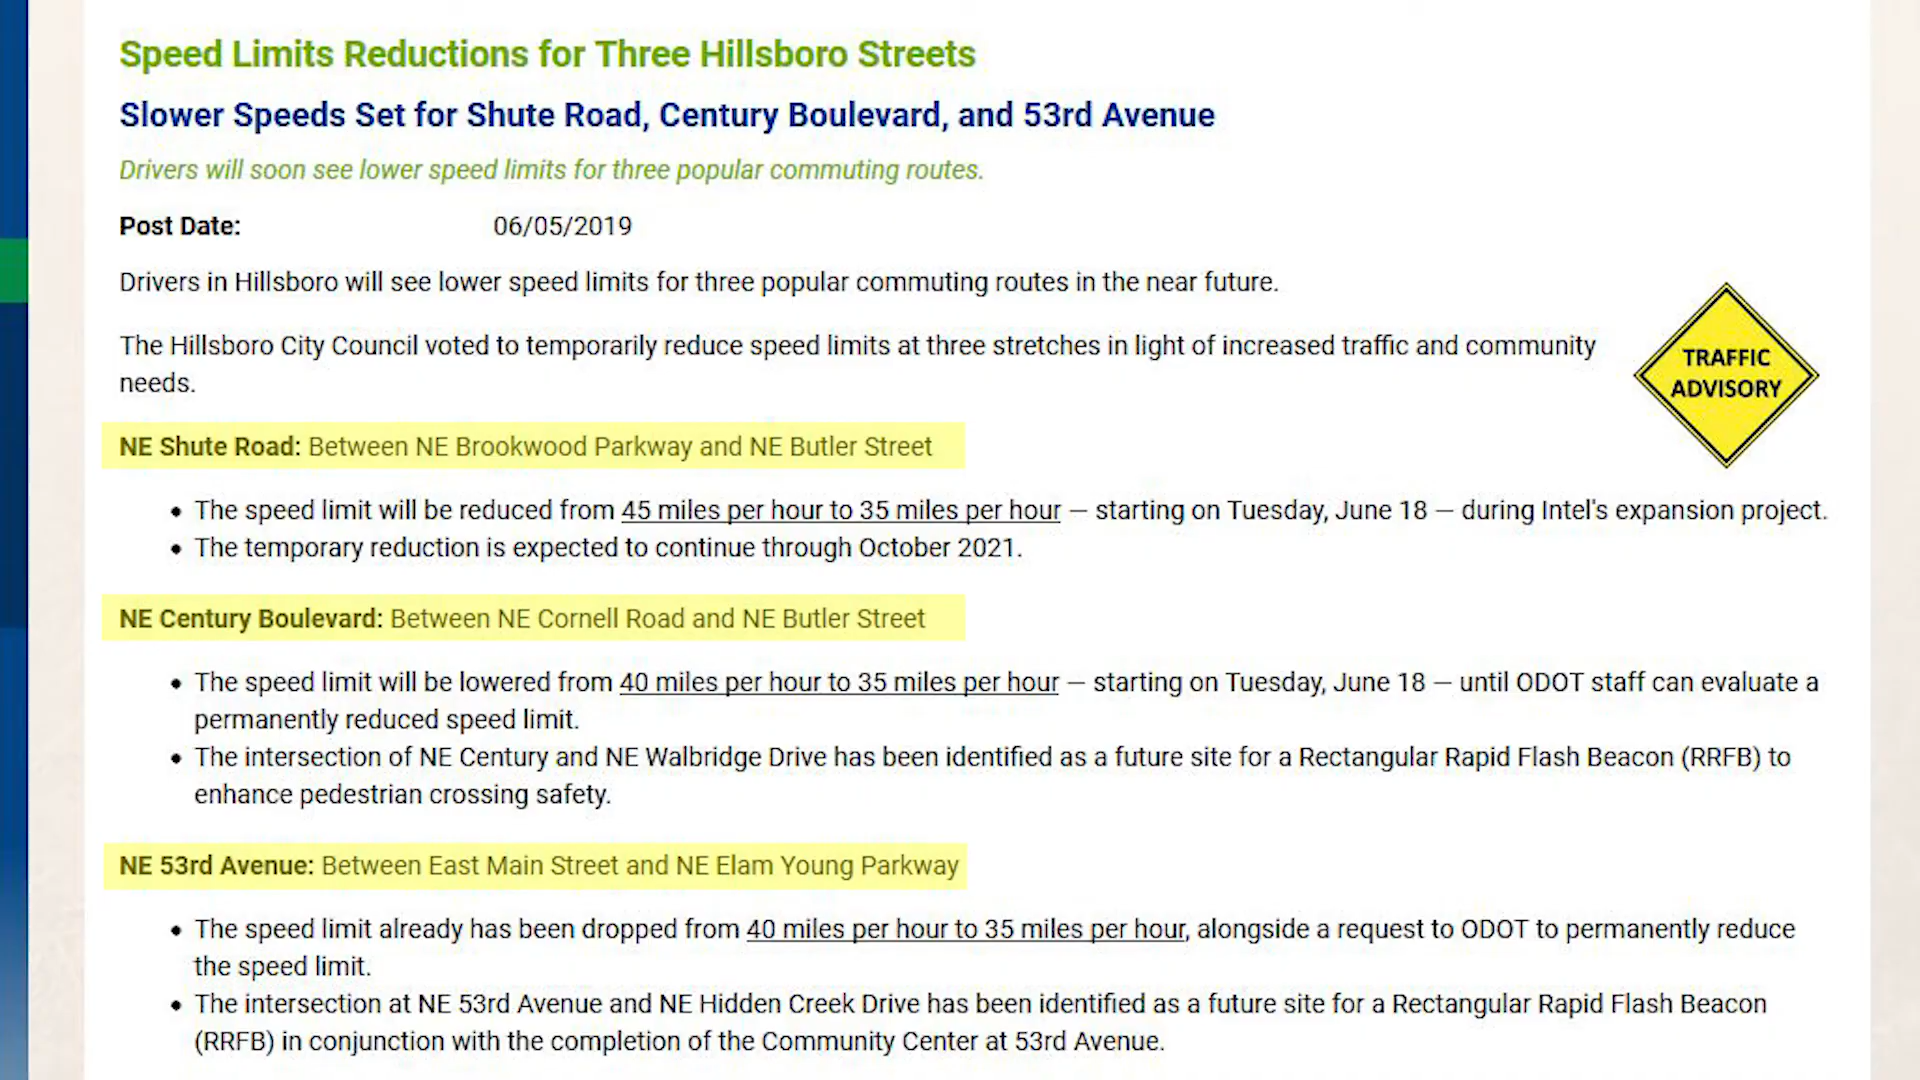 Speed Limits Reductions for Three Hillsboro Streets
Slower Speeds Set for Shute Road, Century Boulevard, and 53rd Avenue
Drivers will soon see lower speed limits for three popular commuting routes.
Post Date: 06/05/2019
Drivers in Hillsboro will see lower speed limits for three popular commuting routes in the near future.
The Hillsboro City Council voted to temporarily reduce speed limits at three stretches in light of increased traffic and community
needs.
TRAFFIC
ADVISORY
NE Shute Road: Between NE Brookwood Parkway and NE Butler Street
• The speed limit will be reduced from 45 miles per hour to 35 miles per hour — starting on Tuesday, June 18 — during Intel's expansion project.
• The temporary reduction is expected to continue through October 2021.
NE Century Boulevard: Between NE Cornell Road and NE Butler Street
• The speed limit will be lowered from 40 miles per hour to 35 miles per hour — starting on Tuesday, June 18 — until ODOT staff can evaluate a
permanently reduced speed limit.
• The intersection of NE Century and NE Walbridge Drive has been identified as a future site for a Rectangular Rapid Flash Beacon (RRFB) to
enhance pedestrian crossing safety.
NE 53rd Avenue: Between East Main Street and NE Elam Young Parkway
• The speed limit already has been dropped from 40 miles per hour to 35 miles per hour, alongside a request to ODOT to permanently reduce
the speed limit.
• The intersection at NE 53rd Avenue and NE Hidden Creek Drive has been identified as a future site for a Rectangular Rapid Flash Beacon
(RRFB) in conjunction with the completion of the Community Center at 53rd Avenue.